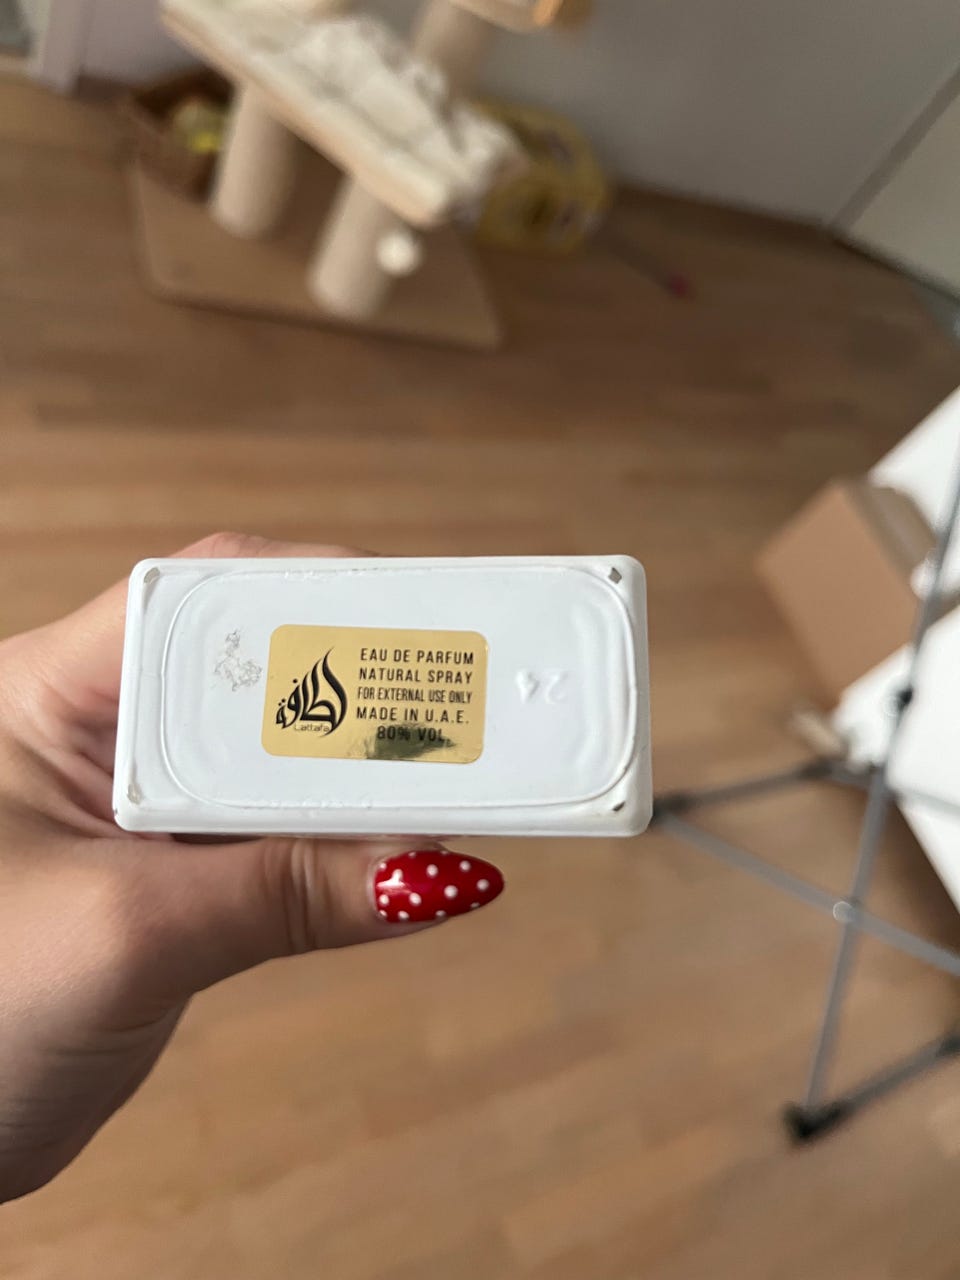 لطافة
Lattafa
EAU DE PARFUM
NATURAL SPRAY
FOR EXTERNAL USE ONLY
MADE IN U.A.E.
80% VOL.
24